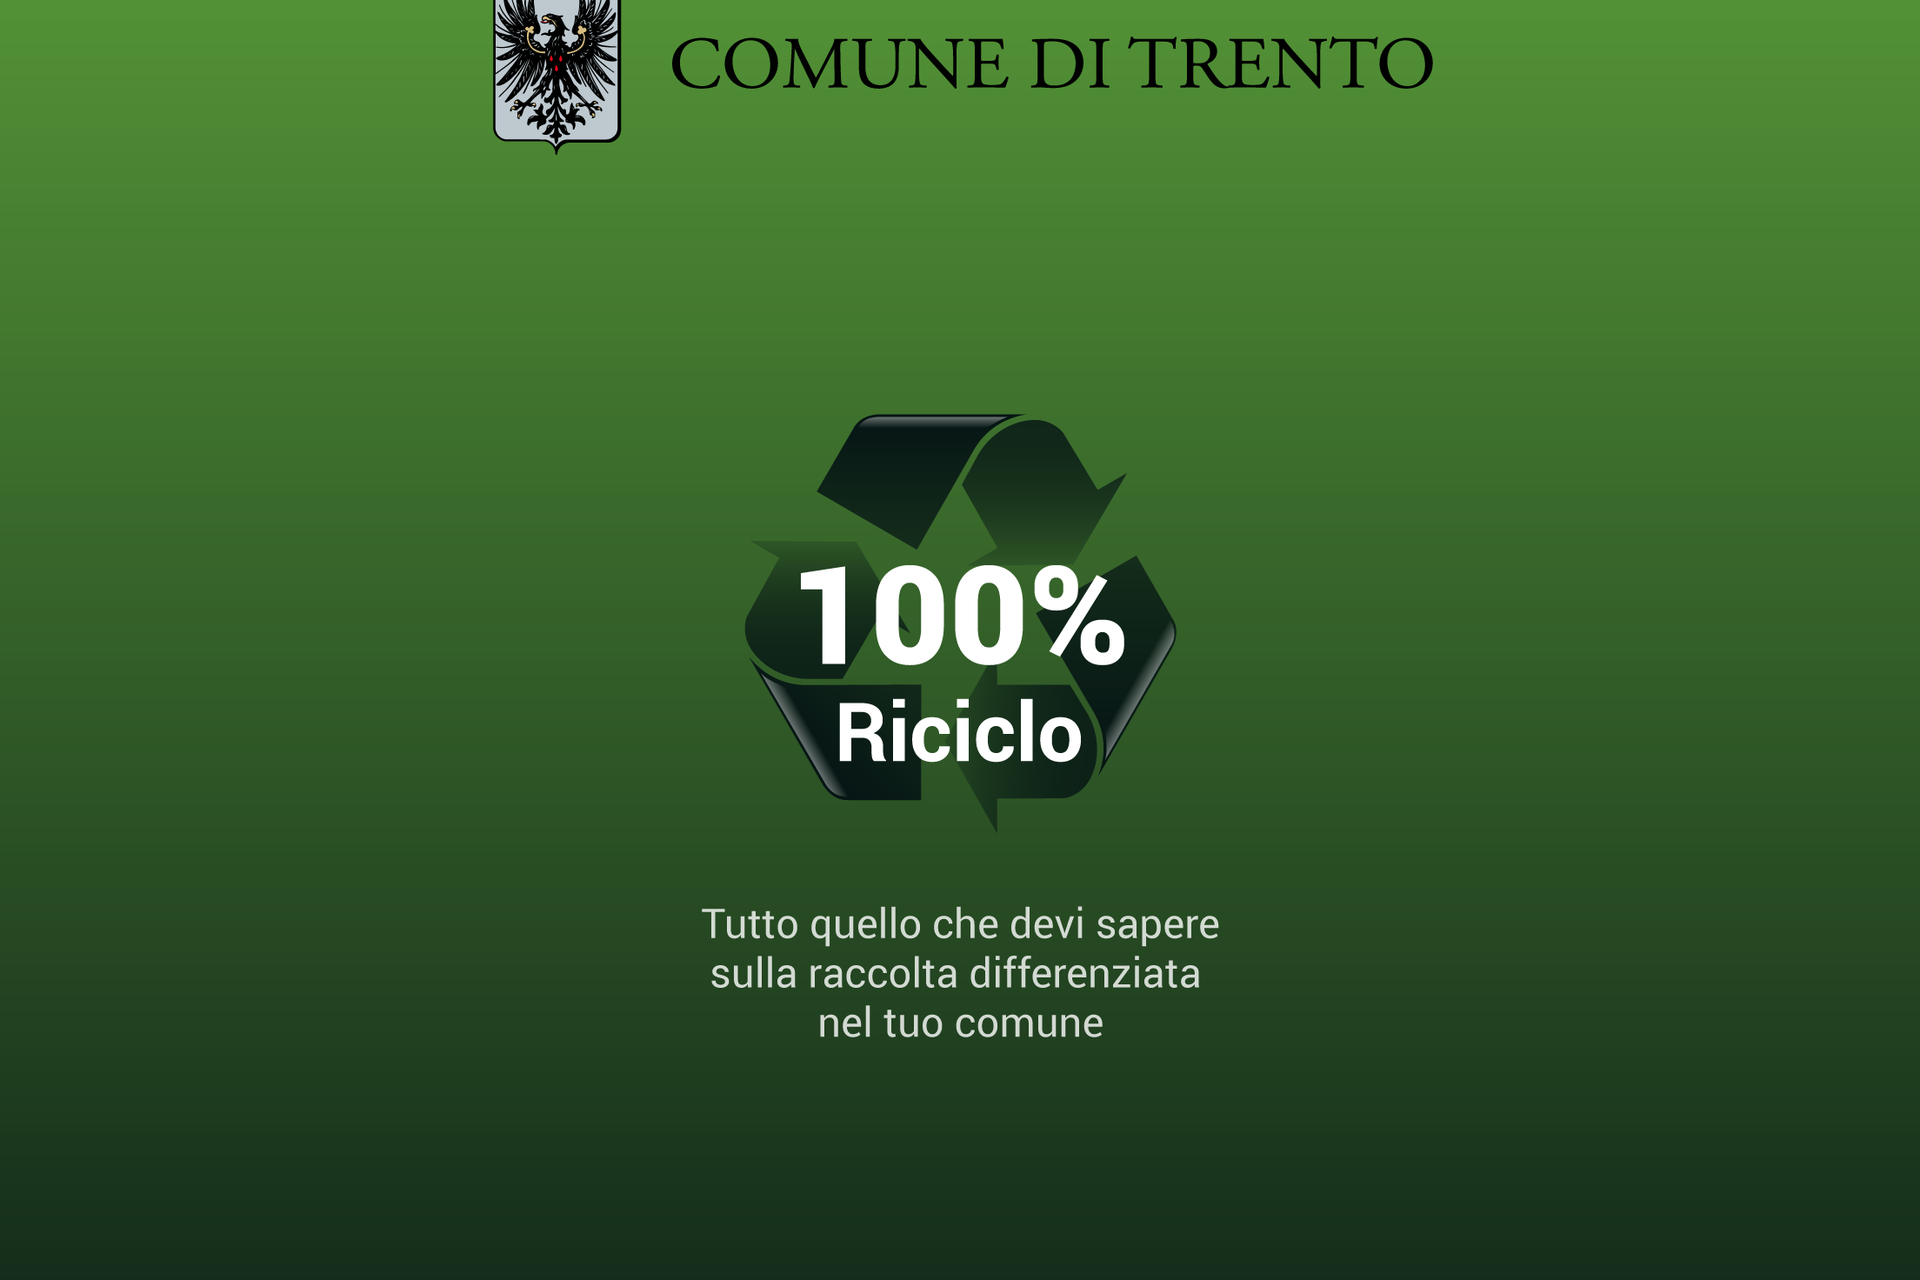 COMUNE DI TRENTO
100%
Riciclo
Tutto quello che devi sapere
sulla raccolta differenziata
nel tuo comune